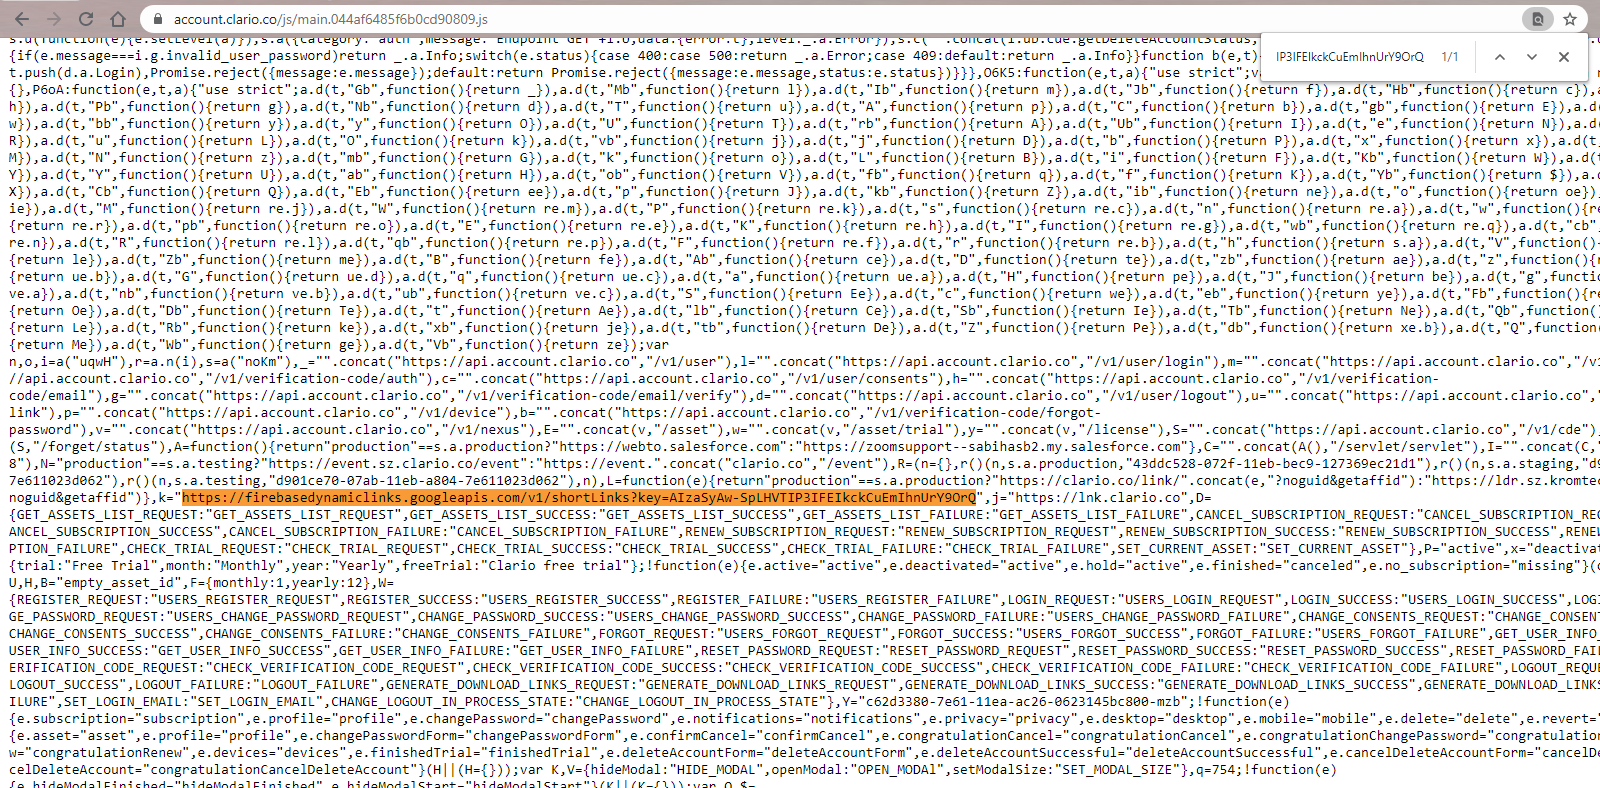 account.clario.co/js/main.044af6485f6b0cd90809.js
IP3IFEIkckCuEmIhnUrY9OrQ 1/1
{if(e.message===i.g.invalid_user_password)return _.a.Info;switch(e.status){case 400:case 500:return _.a.Error;case 409:default:return _.a.Info}}function b(e,t)
t.push(d.a.Login),Promise.reject({message:e.message});default:return Promise.reject({message:e.message,status:e.status})}}},O6K5:function(e,t,a){"use strict";va
{},P6oA:function(e,t,a){"use strict";a.d(t,"Gb",function(){return _}),a.d(t,"Mb",function(){return l}),a.d(t,"Ib",function(){return m}),a.d(t,"Jb",function(){return f}),a.d(t,"Hb",function(){return c}),a
h}),a.d(t,"Pb",function(){return g}),a.d(t,"Nb",function(){return d}),a.d(t,"T",function(){return u}),a.d(t,"A",function(){return p}),a.d(t,"C",function(){return b}),a.d(t,"gb",function(){return E}),a.d(
w}),a.d(t,"bb",function(){return y}),a.d(t,"y",function(){return O}),a.d(t,"U",function(){return T}),a.d(t,"rb",function(){return A}),a.d(t,"Ub",function(){return I}),a.d(t,"e",function(){return N}),a.d(
R}),a.d(t,"u",function(){return L}),a.d(t,"O",function(){return k}),a.d(t,"vb",function(){return j}),a.d(t,"j",function(){return D}),a.d(t,"b",function(){return P}),a.d(t,"x",function(){return x}),a.d(t
M}),a.d(t,"N",function(){return z}),a.d(t,"mb",function(){return G}),a.d(t,"k",function(){return o}),a.d(t,"L",function(){return B}),a.d(t,"i",function(){return F}),a.d(t,"Kb",function(){return W}),a.d(t
Y}),a.d(t,"Y",function(){return U}),a.d(t,"ab",function(){return H}),a.d(t,"ob",function(){return V}),a.d(t,"fb",function(){return q}),a.d(t,"f",function(){return K}),a.d(t,"Yb",function(){return $}),a.d
X}),a.d(t,"Cb",function(){return Q}),a.d(t,"Eb",function(){return ee}),a.d(t,"p",function(){return J}),a.d(t,"kb",function(){return Z}),a.d(t,"ib",function(){return ne}),a.d(t,"o",function(){return oe}),
ie}),a.d(t,"M",function(){return re.j}),a.d(t,"W",function(){return re.m}),a.d(t,"P",function(){return re.k}),a.d(t,"s",function(){return re.c}),a.d(t,"n",function(){return re.a}),a.d(t,"w",function(){re
{return re.r}),a.d(t,"pb",function(){return re.o}),a.d(t,"E",function(){return re.e}),a.d(t,"K",function(){return re.h}),a.d(t,"I",function(){return re.g}),a.d(t,"wb",function(){return re.q}),a.d(t,"cb",
re.n}),a.d(t,"R",function(){return re.l}),a.d(t,"qb",function(){return re.p}),a.d(t,"F",function(){return re.f}),a.d(t,"r",function(){return re.b}),a.d(t,"h",function(){return s.a}),a.d(t,"V",function()
{return le}),a.d(t,"Zb",function(){return me}),a.d(t,"B",function(){return fe}),a.d(t,"Ab",function(){return ce}),a.d(t,"D",function(){return te}),a.d(t,"zb",function(){return ae}),a.d(t,"z",function(){r
{return ue.b}),a.d(t,"G",function(){return ue.d}),a.d(t,"q",function(){return ue.c}),a.d(t,"a",function(){return ue.a}),a.d(t,"H",function(){return pe}),a.d(t,"J",function(){return be}),a.d(t,"g",functio
ve.a}),a.d(t,"nb",function(){return ve.b}),a.d(t,"ub",function(){return ve.c}),a.d(t,"S",function(){return Ee}),a.d(t,"c",function(){return we}),a.d(t,"eb",function(){return ye}),a.d(t,"Fb",function(){re
{return Oe}),a.d(t,"Db",function(){return Te}),a.d(t,"t",function(){return Ae}),a.d(t,"lb",function(){return Ce}),a.d(t,"Sb",function(){return Ie}),a.d(t,"Tb",function(){return Ne}),a.d(t,"Qb",function()
{return Le}),a.d(t,"Rb",function(){return ke}),a.d(t,"xb",function(){return je}),a.d(t,"tb",function(){return De}),a.d(t,"Z",function(){return Pe}),a.d(t,"db",function(){return xe.b}),a.d(t,"Q",function(
{return Me}),a.d(t,"Wb",function(){return ge}),a.d(t,"Vb",function(){return ze});var
n,o,i=a("uqwH"),r=a.n(i),s=a("noKm"),_="".concat("https://api.account.clario.co","/v1/user"),l="".concat("https://api.account.clario.co","/v1/user/login"),m="".concat("https://api.account.clario.co","/v1
//api.account.clario.co","/v1/verification-code/auth"),c="".concat("https://api.account.clario.co","/v1/user/consents"),h="".concat("https://api.account.clario.co","/v1/verification-
code/email"),g="".concat("https://api.account.clario.co","/v1/verification-code/email/verify"),d="".concat("https://api.account.clario.co","/v1/user/logout"),u="".concat("https://api.account.clario.co","
link"),p="".concat("https://api.account.clario.co","/v1/device"),b="".concat("https://api.account.clario.co","/v1/verification-code/forgot-
password"),v="".concat("https://api.account.clario.co","/v1/nexus"),E="".concat(v,"/asset"),w="".concat(v,"/asset/trial"),y="".concat(v,"/license"),S="".concat("https://api.account.clario.co","/v1/cde"),
(S,"/forget/status"),A=function(){return"production"==s.a.production?"https://webto.salesforce.com":"https://zoomsupport--sabihasb2.my.salesforce.com"},C="".concat(A(),"/servlet/servlet"),I="".concat(C,"
8"),N="production"==s.a.testing?"https://event.sz.clario.co/event":"https://event.".concat("clario.co","/event"),R=(n={},r()(n,s.a.production,"43ddc528-072f-11eb-bec9-127369ec21d1"),r()(n,s.a.staging,"d9
7e611023d062"),r()(n,s.a.testing,"d901ce70-07ab-11eb-a804-7e611023d062"),n),L=function(e){return"production"==s.a.production?"https://clario.co/link/".concat(e,"?noguid&getaffid"):"https://ldr.sz.kromtec
noguid&getaffid")},k="https://firebasedynamiclinks.googleapis.com/v1/shortLinks?key=AIzaSyAw-SpLHVTIP3IFEIkckCuEmIhnUrY9OrQ",j="https://lnk.clario.co",D=
{GET_ASSETS_LIST_REQUEST:"GET_ASSETS_LIST_REQUEST",GET_ASSETS_LIST_SUCCESS:"GET_ASSETS_LIST_SUCCESS",GET_ASSETS_LIST_FAILURE:"GET_ASSETS_LIST_FAILURE",CANCEL_SUBSCRIPTION_REQUEST:"CANCEL_SUBSCRIPTION_REQ
ANCEL_SUBSCRIPTION_SUCCESS",CANCEL_SUBSCRIPTION_FAILURE:"CANCEL_SUBSCRIPTION_FAILURE",RENEW_SUBSCRIPTION_REQUEST:"RENEW_SUBSCRIPTION_REQUEST",RENEW_SUBSCRIPTION_SUCCESS:"RENEW_SUBSCRIPTION_SUCCESS",RENEW
PTION_FAILURE",CHECK_TRIAL_REQUEST:"CHECK_TRIAL_REQUEST",CHECK_TRIAL_SUCCESS:"CHECK_TRIAL_SUCCESS",CHECK_TRIAL_FAILURE:"CHECK_TRIAL_FAILURE",SET_CURRENT_ASSET:"SET_CURRENT_ASSET"},P="active",x="deactivat
{trial:"Free Trial",month:"Monthly",year:"Yearly",freeTrial:"Clario free trial"};!function(e){e.active="active",e.deactivated="active",e.hold="active",e.finished="canceled",e.no_subscription="missing"}(
U,H,B="empty_asset_id",F={monthly:1,yearly:12},W=
{REGISTER_REQUEST:"USERS_REGISTER_REQUEST",REGISTER_SUCCESS:"USERS_REGISTER_SUCCESS",REGISTER_FAILURE:"USERS_REGISTER_FAILURE",LOGIN_REQUEST:"USERS_LOGIN_REQUEST",LOGIN_SUCCESS:"USERS_LOGIN_SUCCESS",LOGI
GE_PASSWORD_REQUEST:"USERS_CHANGE_PASSWORD_REQUEST",CHANGE_PASSWORD_SUCCESS:"USERS_CHANGE_PASSWORD_SUCCESS",CHANGE_PASSWORD_FAILURE:"USERS_CHANGE_PASSWORD_FAILURE",CHANGE_CONSENTS_REQUEST:"CHANGE_CONSENT
CHANGE_CONSENTS_SUCCESS",CHANGE_CONSENTS_FAILURE:"CHANGE_CONSENTS_FAILURE",FORGOT_REQUEST:"USERS_FORGOT_REQUEST",FORGOT_SUCCESS:"USERS_FORGOT_SUCCESS",FORGOT_FAILURE:"USERS_FORGOT_FAILURE",GET_USER_INFO_
USER_INFO_SUCCESS:"GET_USER_INFO_SUCCESS",GET_USER_INFO_FAILURE:"GET_USER_INFO_FAILURE",RESET_PASSWORD_REQUEST:"RESET_PASSWORD_REQUEST",RESET_PASSWORD_SUCCESS:"RESET_PASSWORD_SUCCESS",RESET_PASSWORD_FAI
ERIFICATION_CODE_REQUEST:"CHECK_VERIFICATION_CODE_REQUEST",CHECK_VERIFICATION_CODE_SUCCESS:"CHECK_VERIFICATION_CODE_SUCCESS",CHECK_VERIFICATION_CODE_FAILURE:"CHECK_VERIFICATION_CODE_FAILURE",LOGOUT_REQUE
LOGOUT_SUCCESS",LOGOUT_FAILURE:"LOGOUT_FAILURE",GENERATE_DOWNLOAD_LINKS_REQUEST:"GENERATE_DOWNLOAD_LINKS_REQUEST",GENERATE_DOWNLOAD_LINKS_SUCCESS:"GENERATE_DOWNLOAD_LINKS_SUCCESS",GENERATE_DOWNLOAD_LINKS
ILURE",SET_LOGIN_EMAIL:"SET_LOGIN_EMAIL",CHANGE_LOGOUT_IN_PROCESS_STATE:"CHANGE_LOGOUT_IN_PROCESS_STATE"},Y="c62d3380-7e61-11ea-ac26-0623145bc800-mzb";!function(e)
{e.subscription="subscription",e.profile="profile",e.changePassword="changePassword",e.notifications="notifications",e.privacy="privacy",e.desktop="desktop",e.mobile="mobile",e.delete="delete",e.revert="
{e.asset="asset",e.profile="profile",e.changePasswordForm="changePasswordForm",e.confirmCancel="confirmCancel",e.congratulationCancel="congratulationCancel",e.congratulationChangePassword="congratulation
w="congratulationRenew",e.devices="devices",e.finishedTrial="finishedTrial",e.deleteAccountForm="deleteAccountForm",e.deleteAccountSuccessful="deleteAccountSuccessful",e.cancelDeleteAccountForm="cancelDe
celDeleteAccount="congratulationCancelDeleteAccount"}(H||(H={}));var K,V={hideModal:"HIDE_MODAL",openModal:"OPEN_MODAl",setModalSize:"SET_MODAL_SIZE"},q=754;!function(e)
{e.hideModalFinished="hideModalFinished",e.hideModalStart="hideModalStart"}(K||(K={}));var Q,$=